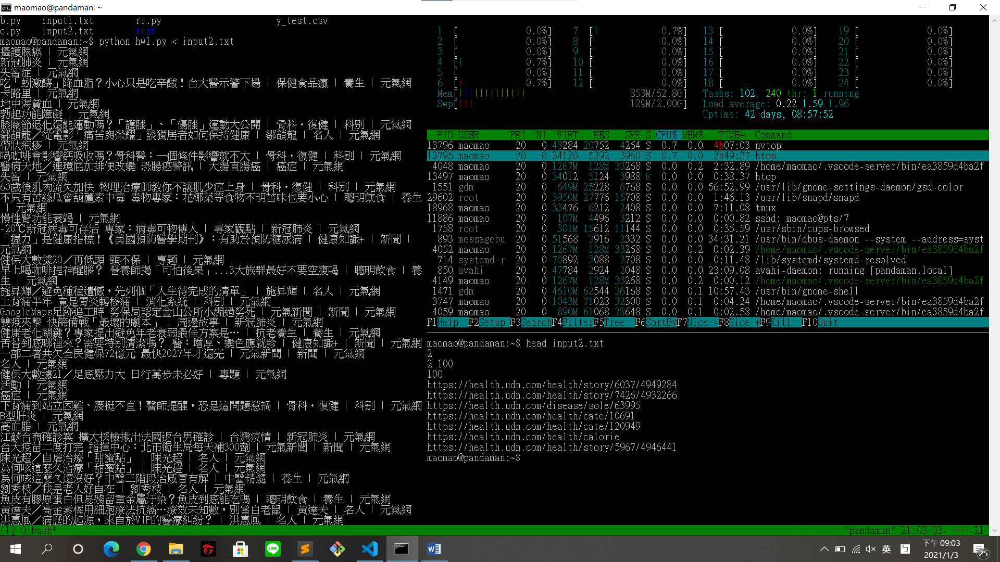 maomao@pandaman: ~
b.py    input1.txt        rr.py                      y_test.csv
c.py    input2.txt        test
maomao@pandaman:~$ python hw1.py < input2.txt
攝護腺癌 | 元氣網
新冠肺炎 | 元氣網
失智症 | 元氣網
吃「蚓激酶」降血脂？小心只是吃辛酸！台大醫示警下場 | 保健食品瘋 | 養生 | 元氣網
卡路里 | 元氣網
地中海貧血 | 元氣網
勃起功能障礙 | 元氣網
膝關節退化還能運動嗎？「護膝」、「傷膝」運動大公開 | 骨科・復健 | 科別 | 元氣網
鄒頡龍／從電影「痛苦與榮耀」談獨居者如何保持健康 | 鄒頡龍 | 名人 | 元氣網
帶狀疱疹 | 元氣網
喝咖啡會影響鈣吸收嗎？骨科醫：一個條件影響就不大 | 骨科・復健 | 科別 | 元氣網
醫病天地／連環屁加排便改變 恐腸癌警訊 | 大腸直腸癌 | 癌症 | 元氣網
失智 | 元氣網
60歲後肌肉流失加快 物理治療師教你不讓肌少症上身 | 骨科・復健 | 科別 | 元氣網
不只有苦絲瓜會葫蘆素中毒 毒物專家：花椰菜等食物不明苦味也要小心 | 聰明飲食 | 養生
 | 元氣網
慢性腎功能衰竭 | 元氣網
-20℃新冠病毒可存活 專家：病毒可物傳人 | 專家觀點 | 新冠肺炎 | 元氣網
「握力」是健康指標！《美國預防醫學期刊》：有助於預防糖尿病 | 健康知識+ | 新聞 |
元氣網
健保大數據20／再低頭 頸不保 | 專題 | 元氣網
早上喝咖啡提神醒腦？ 營養師揭「可怕後果」...3大族群最好不要空腹喝 | 聰明飲食 | 養
生 | 元氣網
施昇輝／避免種種遺憾，先列個「人生待完成的清單」 | 施昇輝 | 名人 | 元氣網
上背痛半年 竟是胃炎轉移痛 | 消化系統 | 科別 | 元氣網
GoogleMaps足跡追工時 勞保局認定金山公所小編過勞死 | 元氣新聞 | 新聞 | 元氣網
雙疫夾擊 快篩備戰「最壞的劇本」 | 周邊故事 | 新冠肺炎 | 元氣網
健康老化關鍵？專家提出避免年老衰弱最佳方案是… | 抗老養生 | 養生 | 元氣網
舌苔到底哪裡來？需要特別清潔嗎？ 醫：增厚、變色應就診 | 健康知識+ | 新聞 | 元氣網
一部二署共欠全民健保72億元 最快2027年才還完 | 元氣新聞 | 新聞 | 元氣網
名人 | 元氣網
健保大數據21／足底壓力大 日行萬步未必好 | 專題 | 元氣網
活動 | 元氣網
癌症 | 元氣網
下背痛到站立困難、腰挺不直！醫師提醒，恐是這問題惹禍 | 骨科・復健 | 科別 | 元氣網
B型肝炎 | 元氣網
高血脂 | 元氣網
江蘇台商確診案 擴大採檢揪出法國返台男確診 | 台灣疫情 | 新冠肺炎 | 元氣網
台大疫苗二度打完 指揮中心：北市衛生局每天補300劑 | 元氣新聞 | 新聞 | 元氣網
陳光超／自虐治療「甜蜜點」 | 陳光超 | 名人 | 元氣網
為何咳這麼久治療「甜蜜點」 | 陳光超 | 名人 | 元氣網
為何咳這麼久還沒好？中醫三階段治感冒有解 | 中醫精髓 | 養生 | 元氣網
劉秀枝／我是老人好自在 | 劉秀枝 | 名人 | 元氣網
魚皮有膠原蛋白但易殘留重金屬汙染？魚皮到底能吃嗎 | 聰明飲食 | 養生 | 元氣網
黃達夫／高金素梅用細胞療法抗癌…療效未知數，別當白老鼠 | 黃達夫 | 名人 | 元氣網
洪惠風／病歷的起源，來自於VIP的醫療糾紛？ | 洪惠風 | 名人 | 元氣網
1 [ 0.0%] 7 [| 0.7%] 13 [ 0.0%] 19 [ 0.0%]
2 [ 0.0%] 8 [ 0.0%] 14 [ 0.0%] 20 [ 0.0%]
3 [ 0.0%] 9 [ 0.0%] 15 [ 0.0%] 21 [ 0.0%]
4 [| 0.7%] 10 [ 0.0%] 16 [ 0.0%] 22 [ 0.0%]
5 [ 0.0%] 11 [ 0.0%] 17 [ 0.0%] 23 [ 0.0%]
6 [| 0.7%] 12 [ 0.0%] 18 [ 0.0%] 24 [ 0.0%]
Mem[||||||||||||| 853M/62.8G] Tasks: 102, 240 thr; 1 running
Swp[||| 129M/2.00G] Load average: 0.22 1.59 1.96
Uptime: 42 days, 08:57:52
PID USER PRI NI VIRT RES SHR S CPU% MEM% TIME+ Command
13796 maomao 20 0 48284 20752 4264 S 0.7 0.0 4h07:03 nvtop
13795 maomao 20 0 34120 5292 3960 S 0.7 0.0 2h49:37 htop
4048 maomao 20 0 1267M 128M 33268 S 0.0 0.2 2:32.89 /home/maomao/.vscode-server/bin/ea3859d4ba2f
13497 maomao 20 0 34012 5124 3988 R 0.0 0.0 0:38.37 htop
1551 gdm 20 0 649M 25228 6768 S 0.0 0.0 56:52.99 /usr/lib/gnome-settings-daemon/gsd-color
29602 root 20 0 3950M 27776 15708 S 0.0 0.0 1:46.13 /usr/lib/snapd/snapd
18968 maomao 20 0 33476 6212 2408 S 0.0 0.0 7:11.08 tmux
11886 maomao 20 0 107M 4496 3212 S 0.0 0.0 0:00.82 sshd: maomao@pts/7
1758 root 20 0 301M 15612 11144 S 0.0 0.0 0:35.59 /usr/sbin/cups-browsed
893 messagebu 20 0 51568 3916 2332 S 0.0 0.0 34:31.21 /usr/bin/dbus-daemon --system --address=syst
4052 maomao 20 0 1267M 128M 33268 S 0.0 0.2 0:02.39 /home/maomao/.vscode-server/bin/ea3859d4ba2f
714 systemd-r 20 0 70892 3088 2708 S 0.0 0.0 0:11.48 /lib/systemd/systemd-resolved
850 avahi 20 0 47784 2924 2048 S 0.0 0.0 23:09.08 avahi-daemon: running [pandaman.local]
4149 maomao 20 0 1267M 128M 33268 S 0.0 0.2 0:00.12 /home/maomao/.vscode-server/bin/ea3859d4ba2f
1471 gdm 20 0 4610M 62544 36168 S 0.0 0.1 10:57.43 /usr/bin/gnome-shell
3747 maomao 20 0 1043M 71028 32300 S 0.0 0.1 0:04.24 /home/maomao/.vscode-server/bin/ea3859d4ba2f
4059 maomao 20 0 890M 61068 28648 S 0.0 0.1 0:02.58 /home/maomao/.vscode-server/bin/ea3859d4ba2f
F1Help F2Setup F3SearchF4FilterF5Tree F6SortByF7Nice -F8Nice +F9Kill F10Quit
maomao@pandaman:~$ head input2.txt
2
2 100
100
https://health.udn.com/health/story/6037/4949284
https://health.udn.com/health/story/7426/4932266
https://health.udn.com/disease/sole/63995
https://health.udn.com/health/cate/10691
https://health.udn.com/health/cate/120949
https://health.udn.com/health/calorie
https://health.udn.com/health/story/5967/4946441
maomao@pandaman:~$
[1] 0:bash* "pandaman" 21:03 03- 一 -21
英
下午 09:03
2021/1/3
25